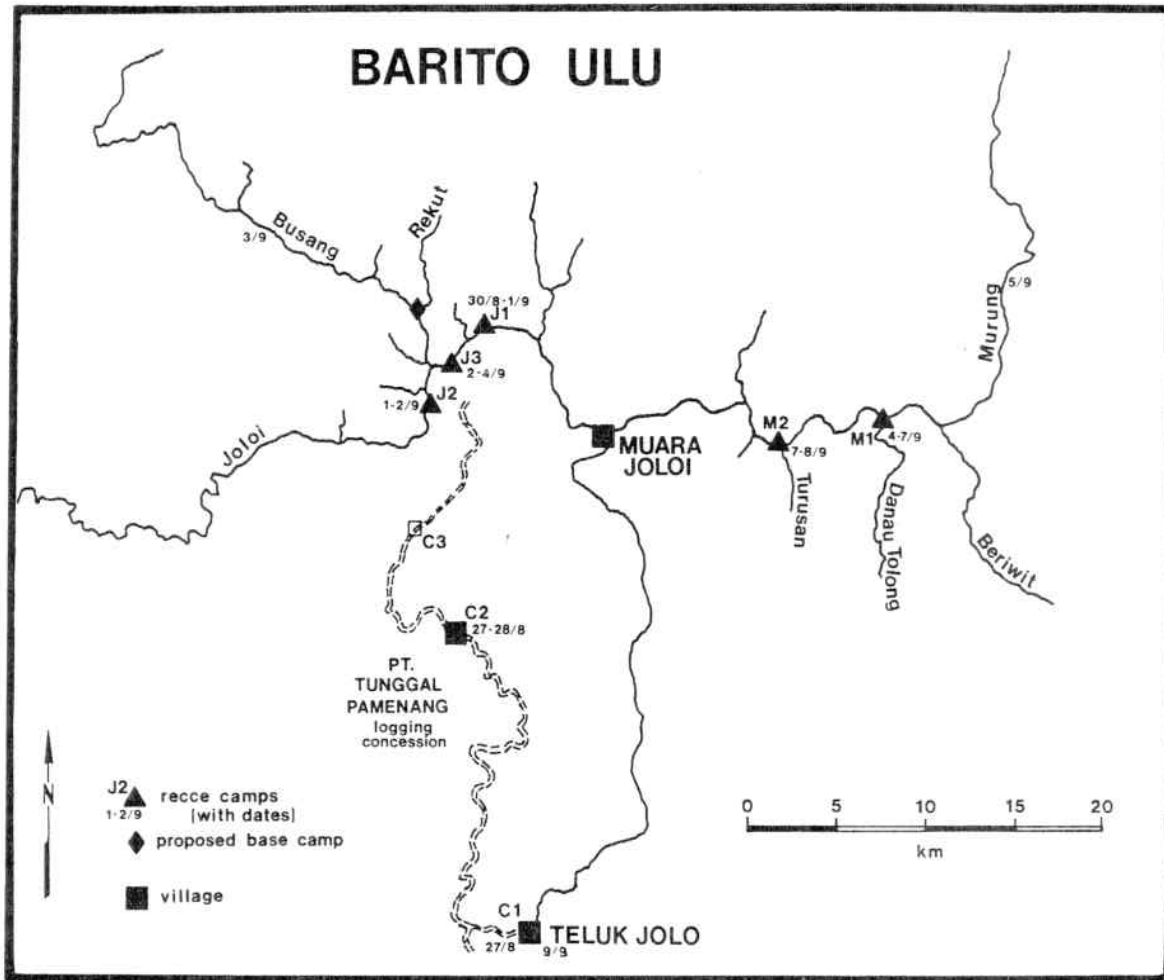 BARITO ULU
Busang
3/9
Rekut
30/8-1/9
J1
J3
2-4/9
J2
1-2/9
Joloi
Murung
5/9
MUARA
JOLOI
M2
7-8/9
M1
4-7/9
Turusan
Danau Tolong
Beriwit
C3
C2
27-28/8
PT.
TUNGGAL
PAMENANG
logging
concession
N
J2
1-2/9
recce camps
(with dates)
proposed base camp
village
0 5 10 15 20
km
C1
TELUK JOLO
27/8
9/9